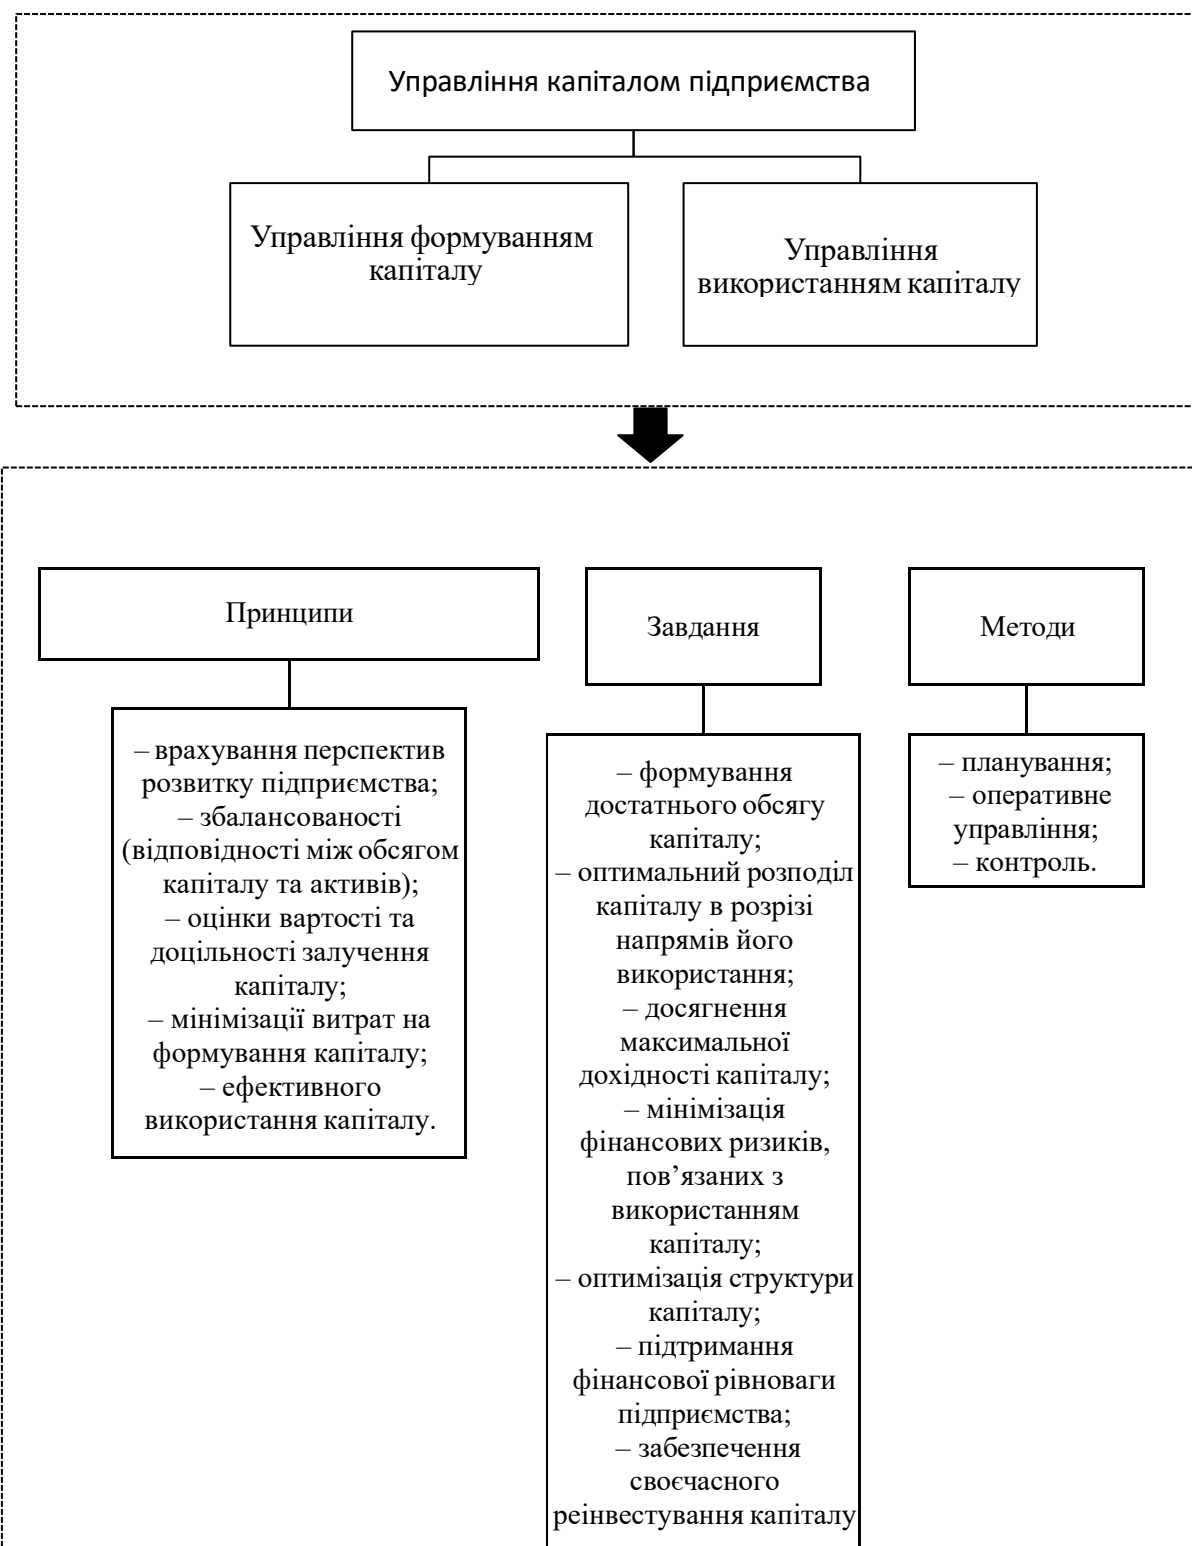 Управління капіталом підприємства
Управління формуванням
капіталу
Управління
використанням капіталу
Принципи
– врахування перспектив
розвитку підприємства;
– збалансованості
(відповідності між обсягом
капіталу та активів);
– оцінки вартості та
доцільності залучення
капіталу;
– мінімізації витрат на
формування капіталу;
– ефективного
використання капіталу.
Завдання
– формування
достатнього обсягу
капіталу;
– оптимальний розподіл
капіталу в розрізі
напрямів його
використання;
– досягнення
максимальної
дохідності капіталу;
– мінімізація
фінансових ризиків,
пов’язаних з
використанням
капіталу;
– оптимізація структури
капіталу;
– підтримання
фінансової рівноваги
підприємства;
– забезпечення
своєчасного
реінвестування капіталу
Методи
– планування;
– оперативне
управління;
– контроль.